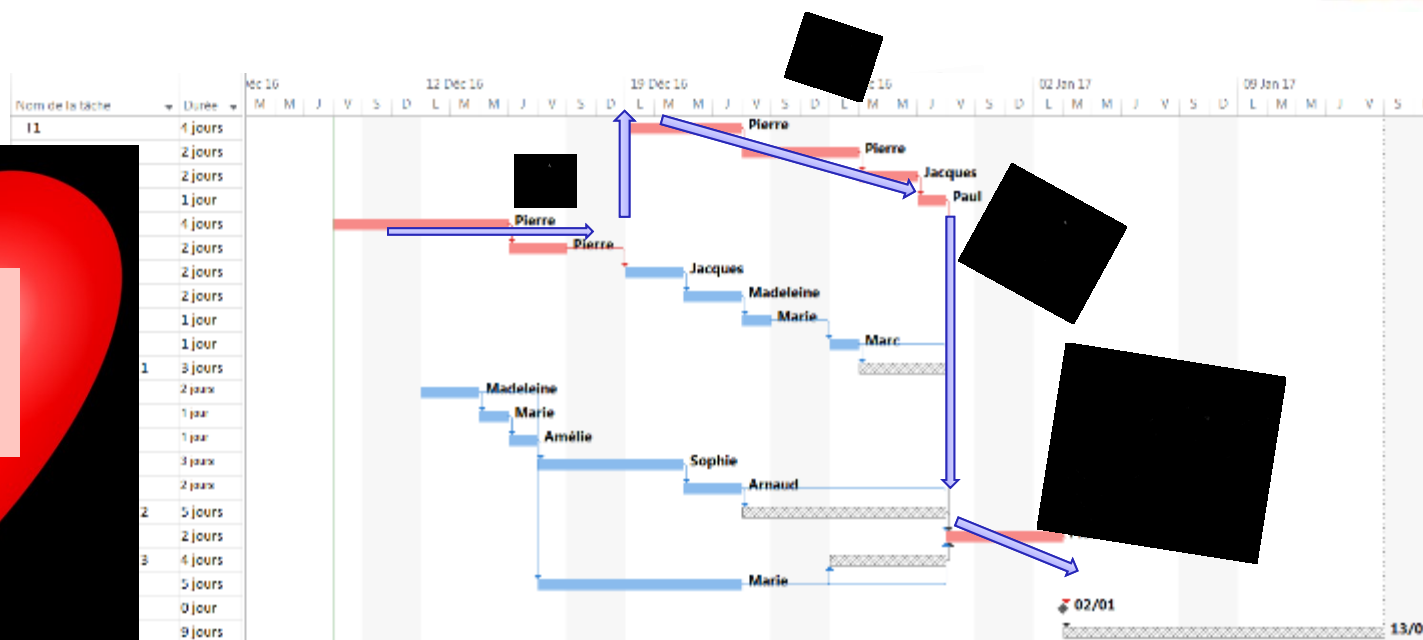 éc 16 12 Déc 16 19 Déc 16 c 16 02 Jan 17 09 Jan 17
Nom de la tâche Durée M M J V S D L M M J V S D L M M J V S D L M M J V S D L M M J V S D L M M J V S
T1 4 jours Pierre
2 jours Pierre
2 jours Jacques
1 jour Paul
4 jours Pierre
2 jours Pierre
2 jours Jacques
2 jours Madeleine
1 jour Marie
1 jour Marc
1 3 jours
2 jours Madeleine
1 jour Marie
1 jour Amélie
3 jours Sophie
2 jours Arnaud
2 5 jours
2 jours
3 4 jours
5 jours Marie
0 jour 02/01
9 jours 13/0